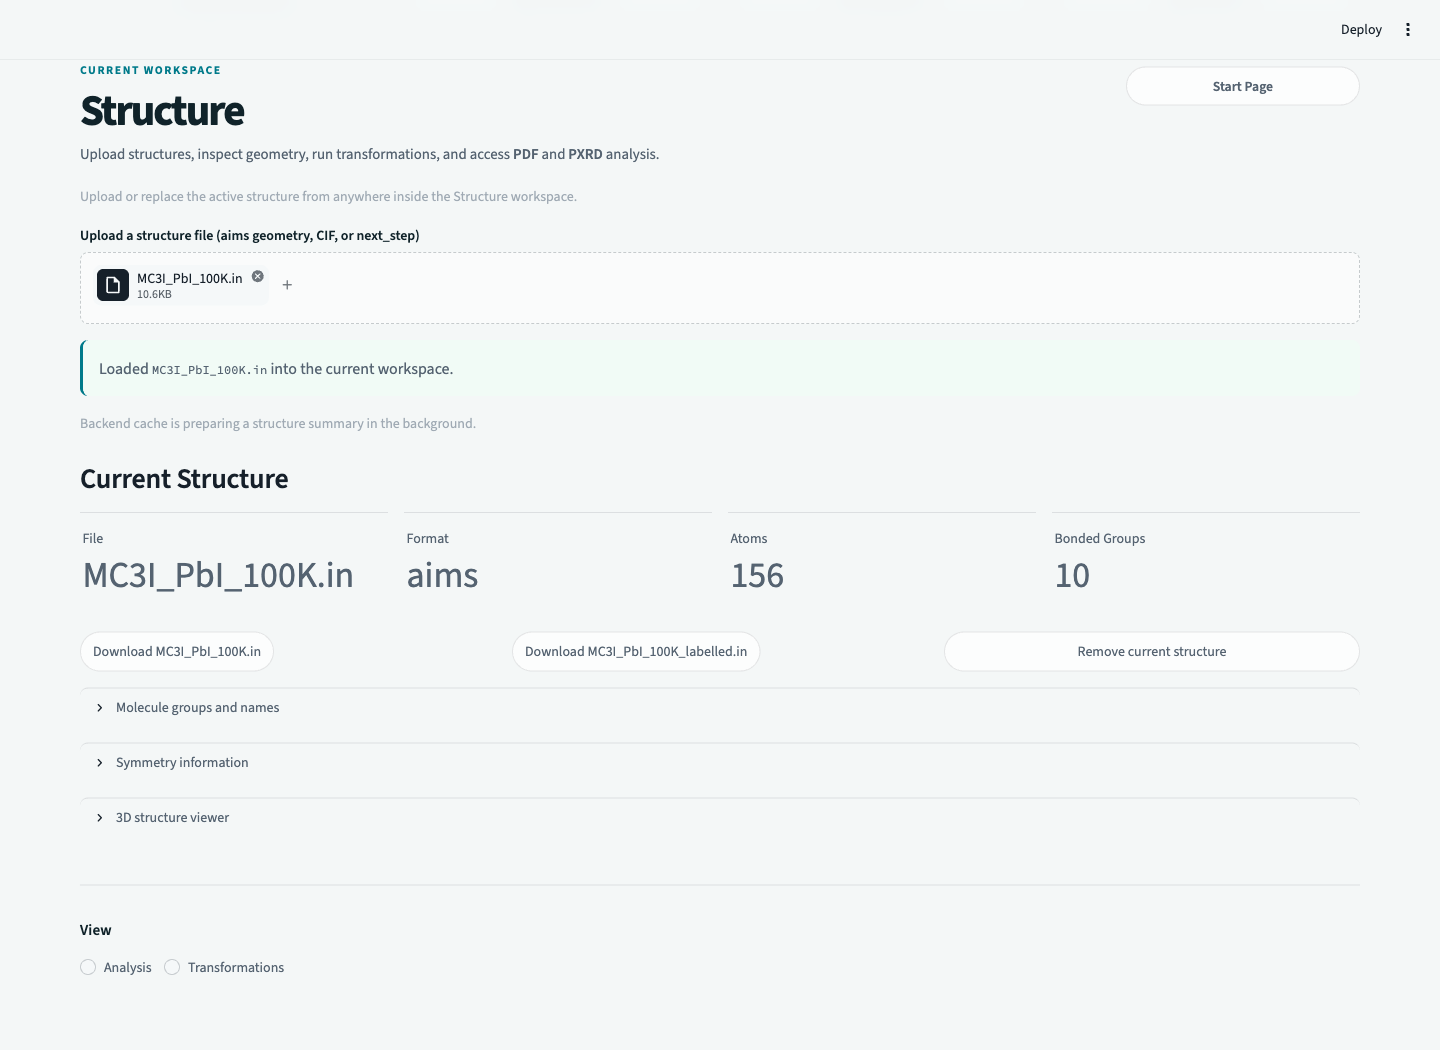 Deploy
CURRENT WORKSPACE
Structure
Start Page
Upload structures, inspect geometry, run transformations, and access PDF and PXRD analysis.
Upload or replace the active structure from anywhere inside the Structure workspace.
Upload a structure file (aims geometry, CIF, or next_step)
MC3I_PbI_100K.in
10.6KB
Loaded MC3I_PbI_100K.in into the current workspace.
Backend cache is preparing a structure summary in the background.
Current Structure
File
MC3I_PbI_100K.in
Format
aims
Atoms
156
Bonded Groups
10
Download MC3I_PbI_100K.in
Download MC3I_PbI_100K_labelled.in
Remove current structure
Molecule groups and names
Symmetry information
3D structure viewer
View
Analysis
Transformations